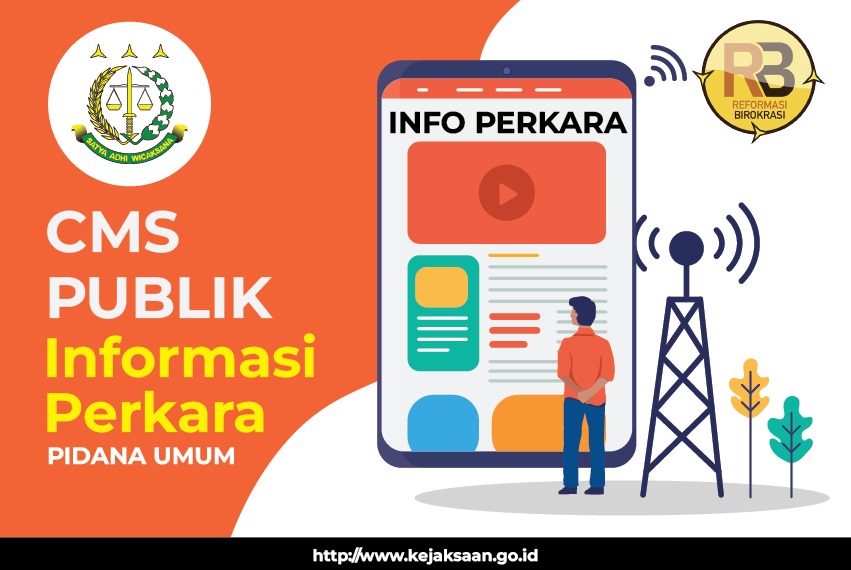 SATYA ADHI WICAKSANA
CMS
PUBLIK
Informasi
Perkara
PIDANA UMUM
INFO PERKARA
RB
REFORMASI
BIROKRASI
http://www.kejaksaan.go.id